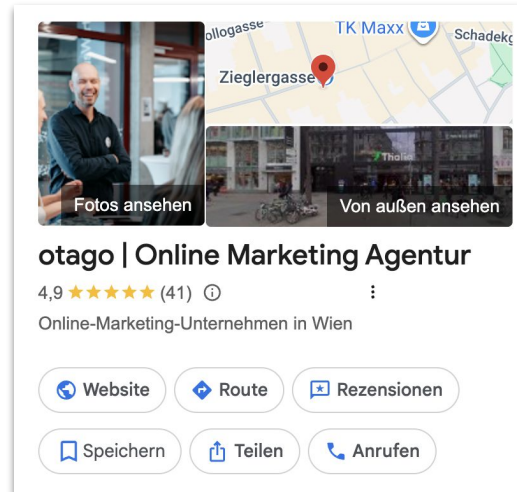 ollogasse
TK Maxx
Schadekg
Zieglergasse
Thalia
Fotos ansehen
Von außen ansehen
otago | Online Marketing Agentur
4,9 ★★★★★ (41)
Online-Marketing-Unternehmen in Wien
Website
Route
Rezensionen
Speichern
Teilen
Anrufen